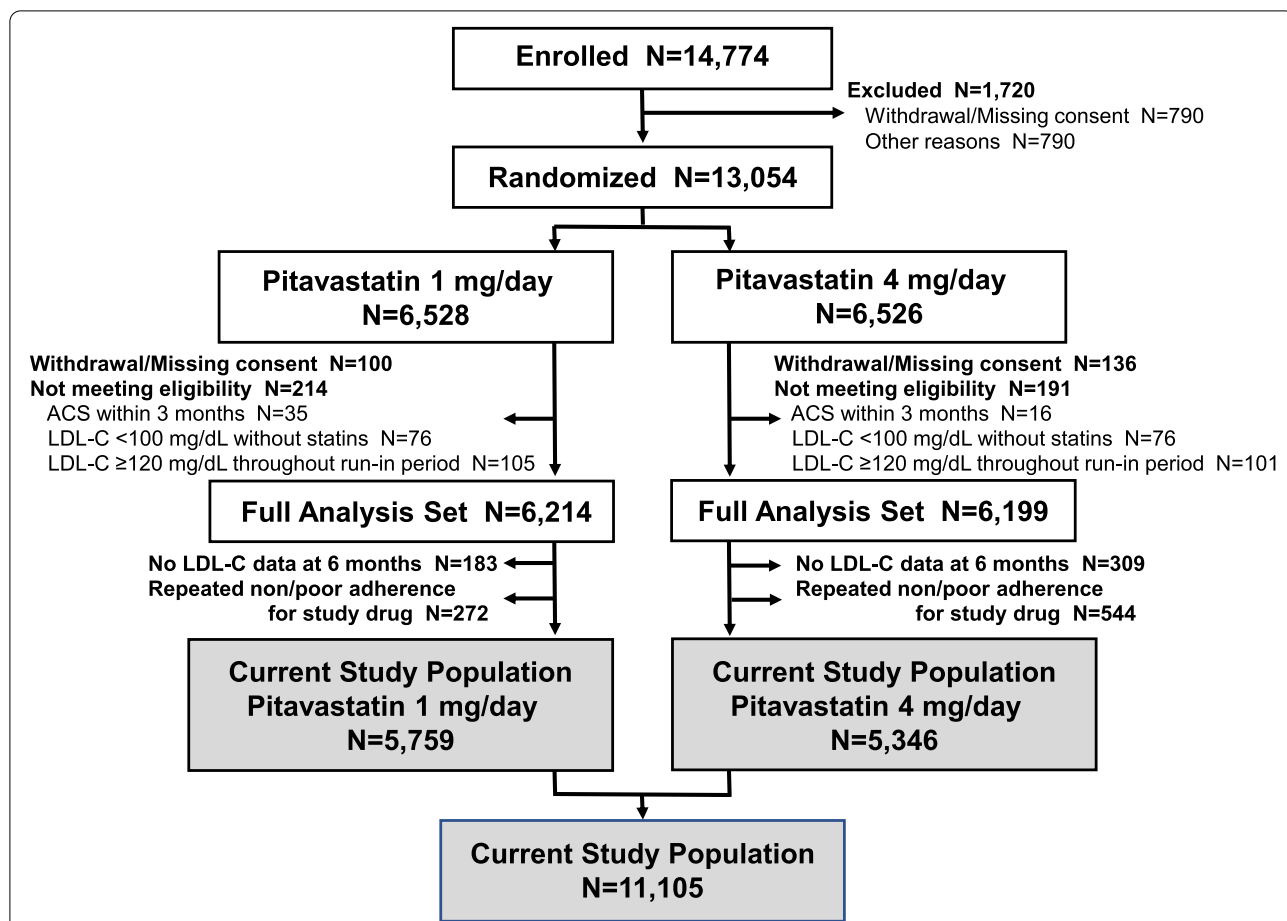 Enrolled N=14,774
Excluded N=1,720
Withdrawal/Missing consent N=790
Other reasons N=790
Randomized N=13,054
Pitavastatin 1 mg/day
N=6,528
Pitavastatin 4 mg/day
N=6,526
Withdrawal/Missing consent N=100
Not meeting eligibility N=214
ACS within 3 months N=35
LDL-C <100 mg/dL without statins N=76
LDL-C ≥120 mg/dL throughout run-in period N=105
Withdrawal/Missing consent N=136
Not meeting eligibility N=191
ACS within 3 months N=16
LDL-C <100 mg/dL without statins N=76
LDL-C ≥120 mg/dL throughout run-in period N=101
Full Analysis Set N=6,214
Full Analysis Set N=6,199
No LDL-C data at 6 months N=183
Repeated non/poor adherence
for study drug N=272
No LDL-C data at 6 months N=309
Repeated non/poor adherence
for study drug N=544
Current Study Population
Pitavastatin 1 mg/day
N=5,759
Current Study Population
Pitavastatin 4 mg/day
N=5,346
Current Study Population
N=11,105